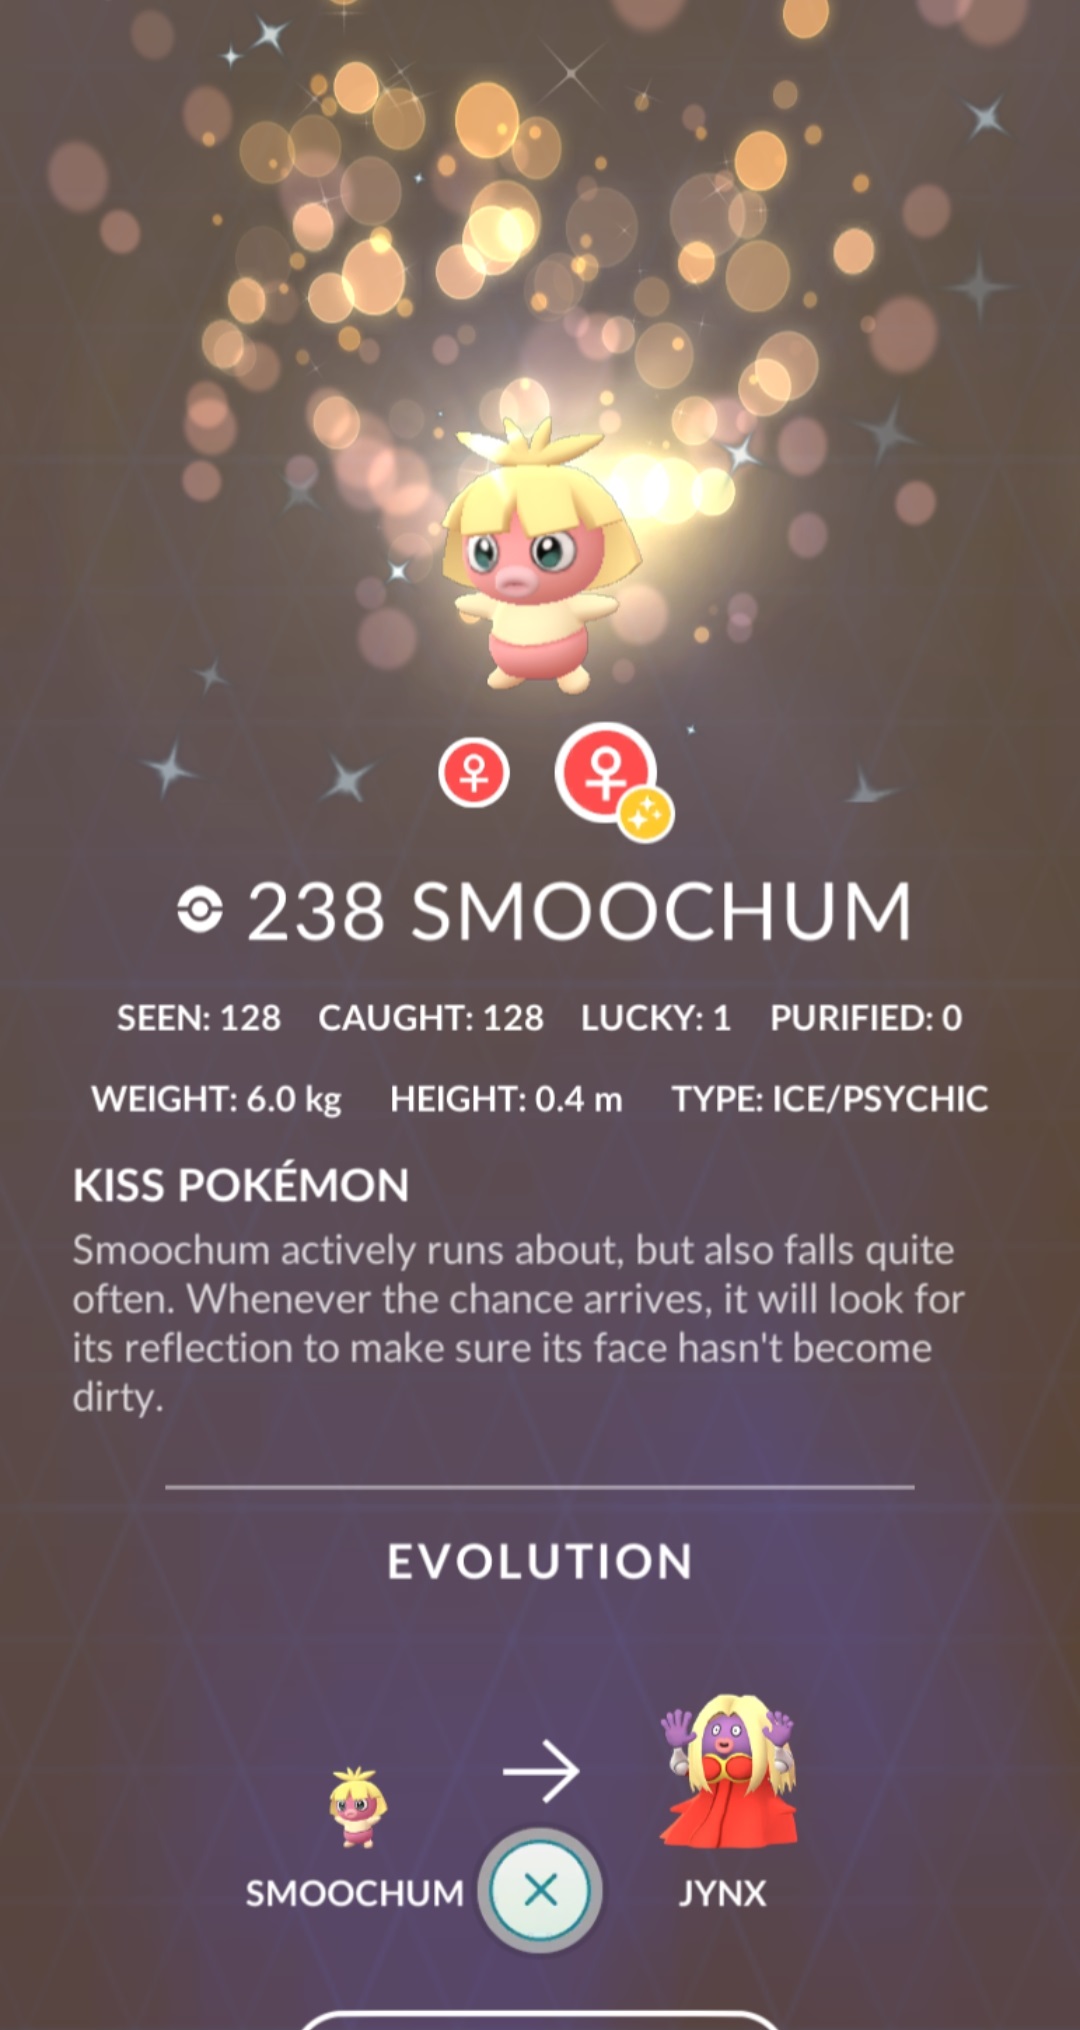 238 SMOOCHUM
SEEN: 128 CAUGHT: 128 LUCKY: 1 PURIFIED: 0
WEIGHT: 6.0 kg HEIGHT: 0.4 m TYPE: ICE/PSYCHIC
KISS POKÉMON
Smoochum actively runs about, but also falls quite
often. Whenever the chance arrives, it will look for
its reflection to make sure its face hasn't become
dirty.
EVOLUTION
SMOOCHUM JYNX